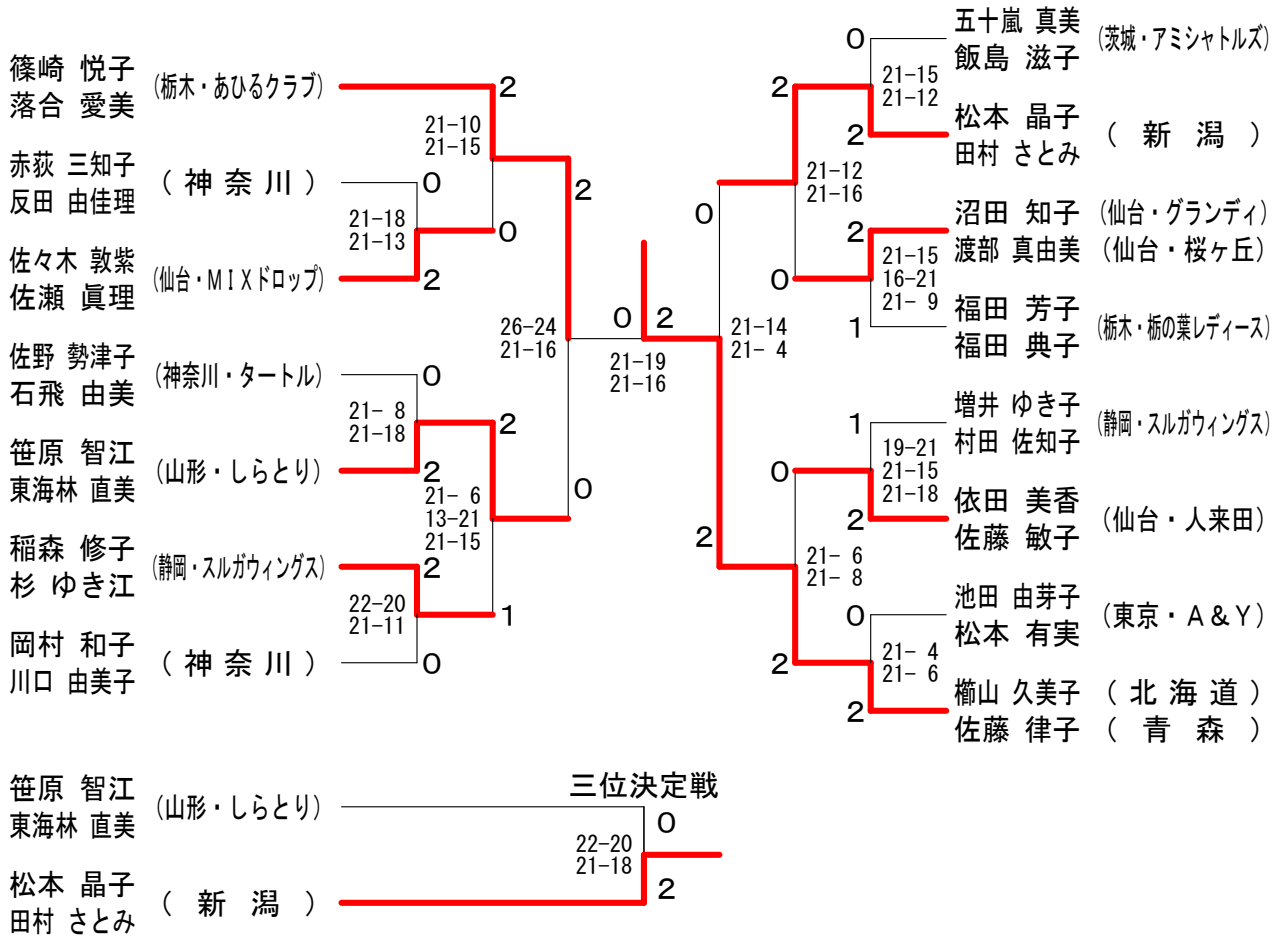 篠崎 悦子
落合 愛美
(栃木・あひるクラブ)
2
21-10
21-15
赤荻 三知子
反田 由佳理
(神奈川)
0
21-18
21-13
0
佐々木 敦紫
佐瀬 眞理
(仙台・MIXドロップ)
2
2
26-24
21-16
佐野 勢津子
石飛 由美
(神奈川・タートル)
0
21- 8
21-18
2
笹原 智江
東海林 直美
(山形・しらとり)
2
21- 6
13-21
21-15
0
稲森 修子
杉 ゆき江
(静岡・スルガウィングス)
2
22-20
21-11
1
岡村 和子
川口 由美子
(神奈川)
0
0
2
21-19
21-16
五十嵐 真美
飯島 滋子
(茨城・アミシャトルズ)
0
21-15
21-12
2
松本 晶子
田村 さとみ
(新潟)
2
21-12
21-16
0
沼田 知子
(仙台・グランディ)
渡部 真由美
(仙台・桜ヶ丘)
2
21-15
16-21
21- 9
0
福田 芳子
福田 典子
(栃木・栃の葉レディース)
1
21-14
21- 4
増井 ゆき子
村田 佐知子
(静岡・スルガウィングス)
1
19-21
21-15
21-18
0
依田 美香
佐藤 敏子
(仙台・人来田)
2
2
21- 6
21- 8
池田 由芽子
松本 有実
(東京・A&Y)
0
21- 4
21- 6
2
櫛山 久美子
(北海道)
佐藤 律子
(青森)
2
三位決定戦
笹原 智江
東海林 直美
(山形・しらとり)
0
22-20
21-18
松本 晶子
田村 さとみ
(新潟)
2